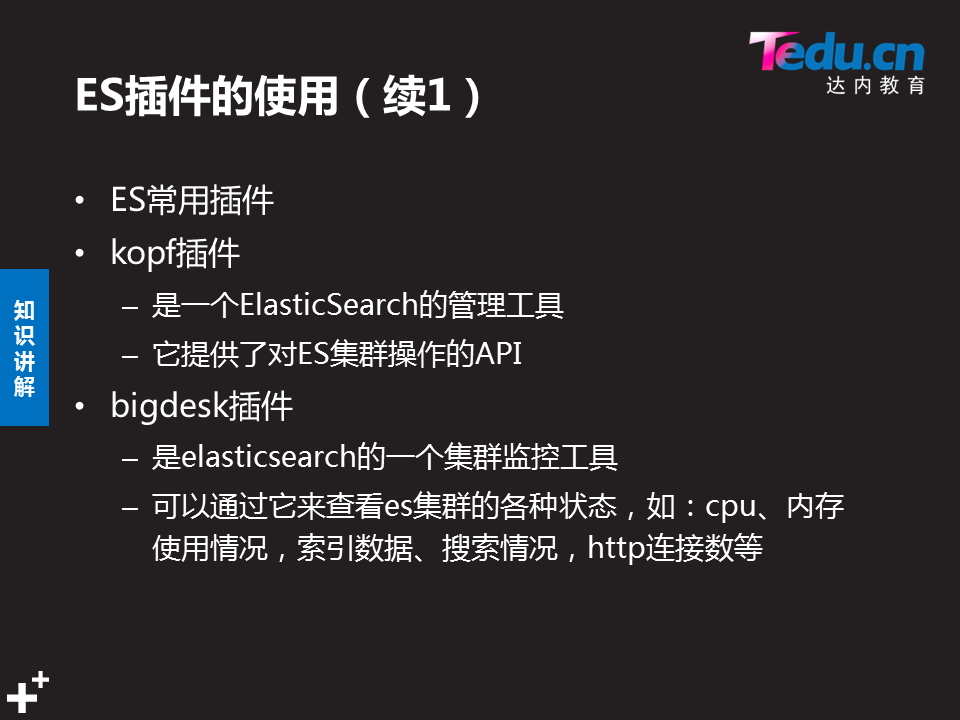 Tedu.cn
达内教育
ES插件的使用（续1）
• ES常用插件
• kopf插件
– 是一个ElasticSearch的管理工具
– 它提供了对ES集群操作的API
• bigdesk插件
– 是elasticsearch的一个集群监控工具
– 可以通过它来查看es集群的各种状态，如：cpu、内存
使用情况，索引数据、搜索情况，http连接数等
知
识
讲
解